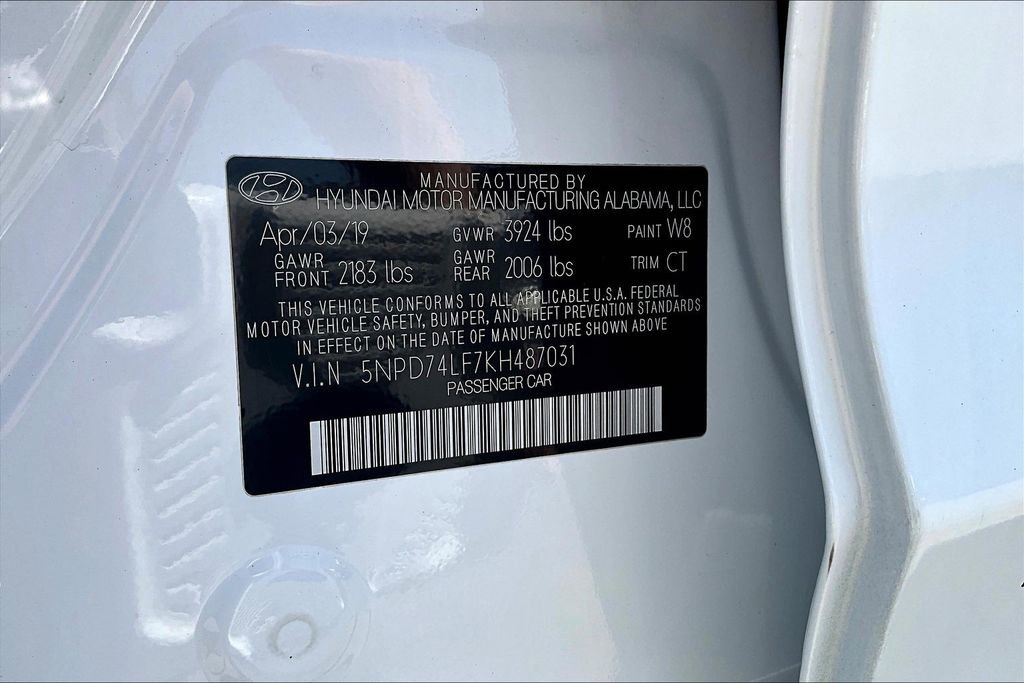 MANUFACTURED BY
HYUNDAI MOTOR MANUFACTURING ALABAMA, LLC
Apr/03/19 GVWR 3924 lbs PAINT W8
GAWR FRONT 2183 lbs GAWR REAR 2006 lbs TRIM CT
THIS VEHICLE CONFORMS TO ALL APPLICABLE U.S.A. FEDERAL
MOTOR VEHICLE SAFETY, BUMPER, AND THEFT PREVENTION STANDARDS
IN EFFECT ON THE DATE OF MANUFACTURE SHOWN ABOVE
V.I.N 5NPD74LF7KH487031
PASSENGER CAR